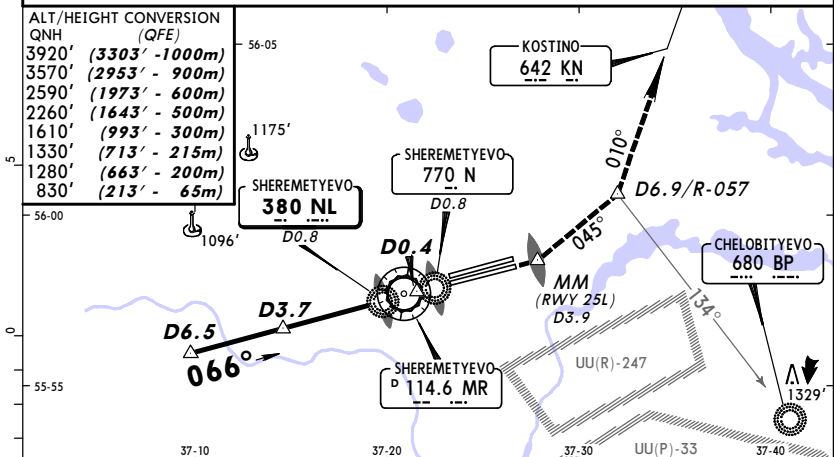 ALT/HEIGHT CONVERSION
QNH (QFE)
3920' (3303' -1000m)
3570' (2953' - 900m)
2590' (1973' - 600m)
2260' (1643' - 500m)
1610' (993' - 300m)
1330' (713' - 215m)
1280' (663' - 200m)
830' (213' - 65m)
56-05
KOSTINO
642 KN
1175'
010°
5
SHEREMETYEVO
770 N
D0.8
SHEREMETYEVO
380 NL
D0.8
D6.9/R-057
56-00
1096'
D0.4
045°
CHELOBITYEVO
680 BP
MM
(RWY 25L)
D3.9
134°
D3.7
0
D6.5
066°
SHEREMETYEVO
D 114.6 MR
UU(R)-247
55-55
1329'
37-10
37-20
37-30
UU(P)-33
37-40